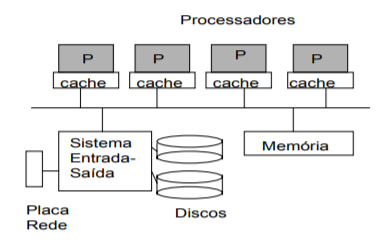 Processadores
P P P P
cache cache cache cache
Sistema
Entrada-
Saída
Memória
Placa
Rede
Discos